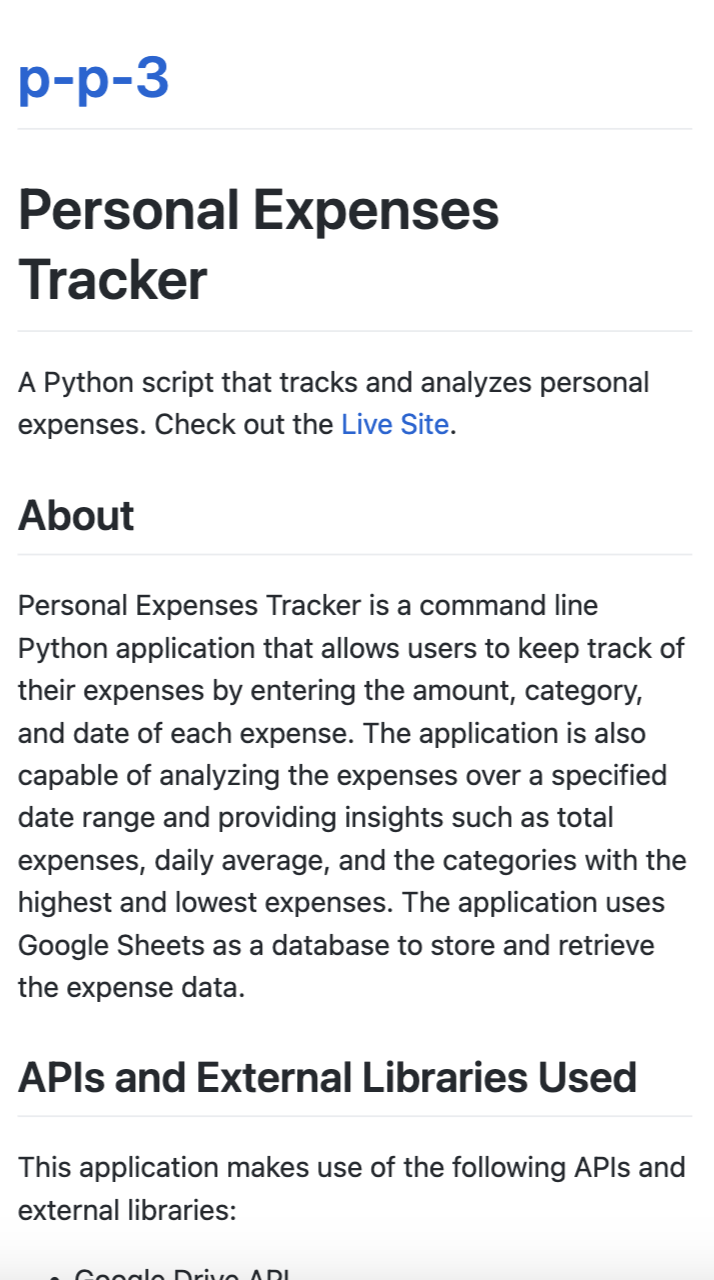 p-p-3
Personal Expenses
Tracker
A Python script that tracks and analyzes personal
expenses. Check out the Live Site.
About
Personal Expenses Tracker is a command line
Python application that allows users to keep track of
their expenses by entering the amount, category,
and date of each expense. The application is also
capable of analyzing the expenses over a specified
date range and providing insights such as total
expenses, daily average, and the categories with the
highest and lowest expenses. The application uses
Google Sheets as a database to store and retrieve
the expense data.
APIs and External Libraries Used
This application makes use of the following APIs and
external libraries:
• Google Drive API